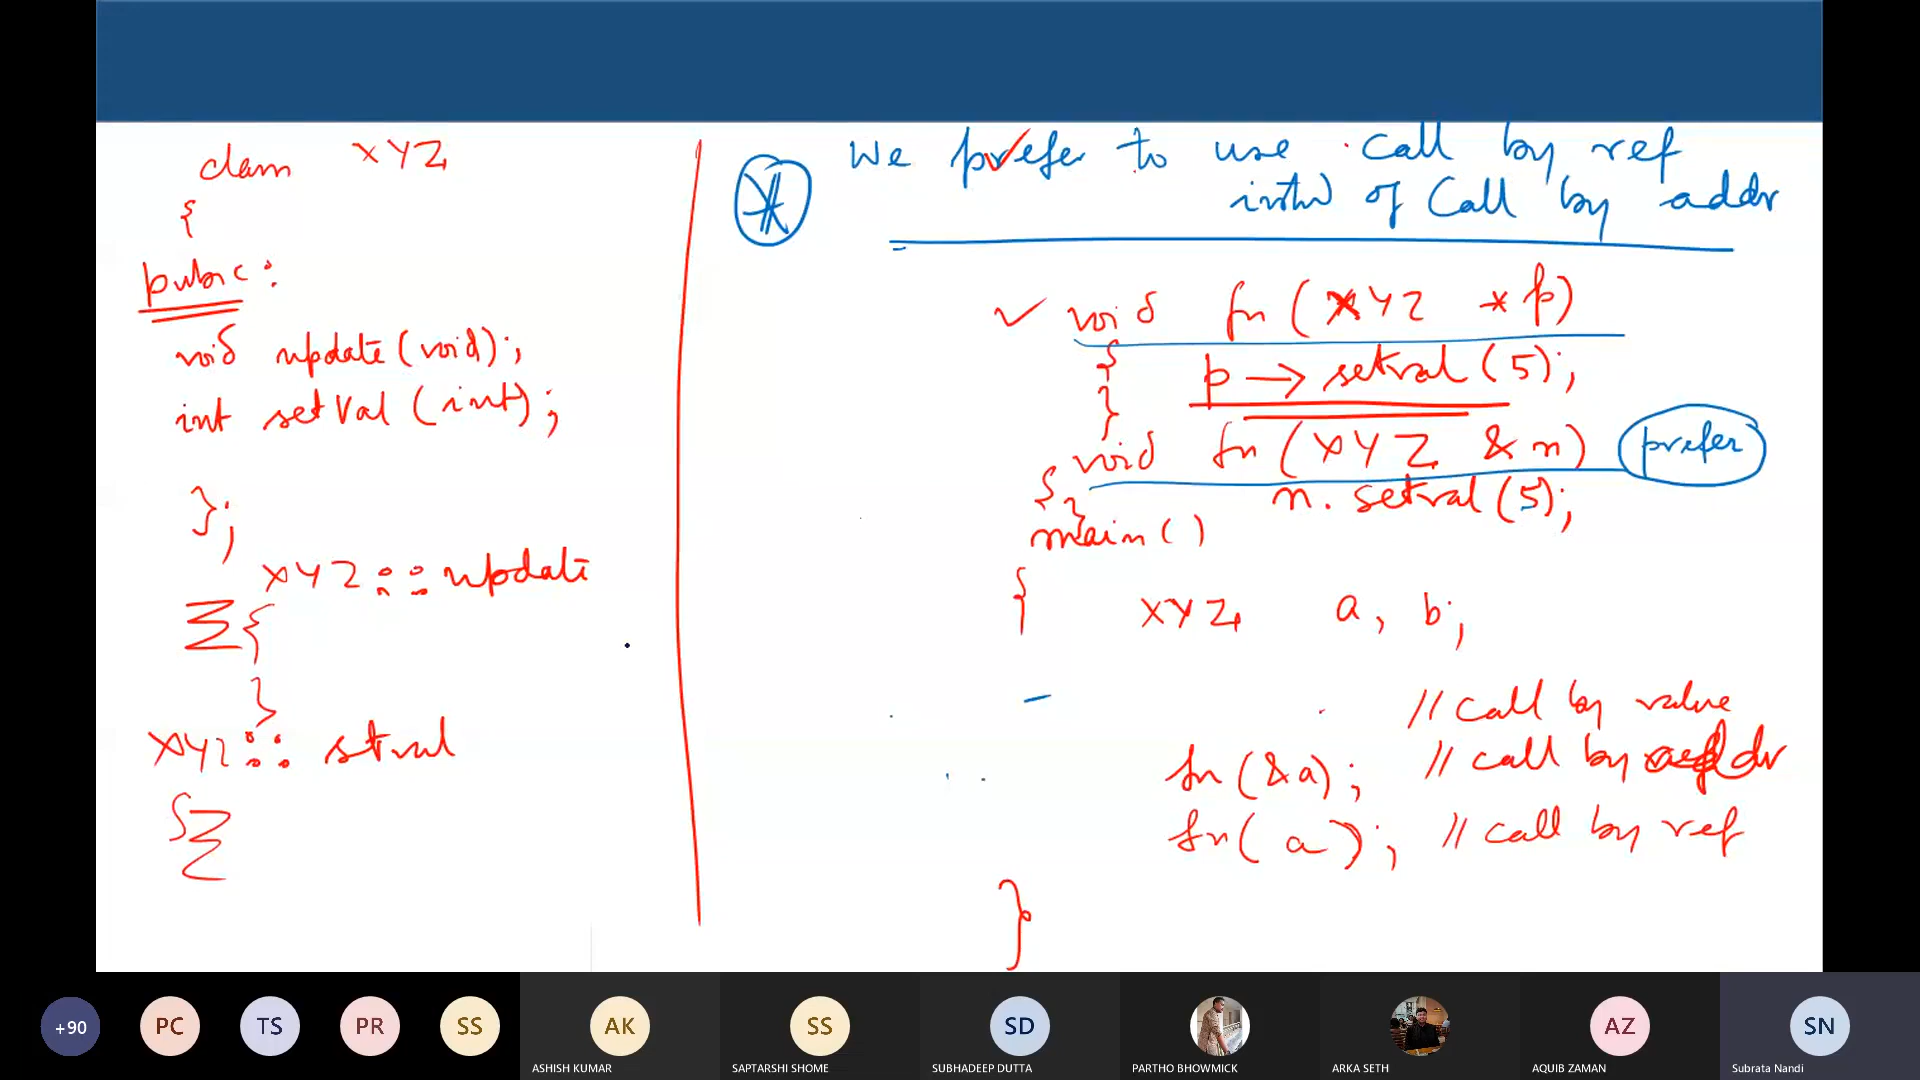 class XYZ
{
public:
void update(void);
int setVal(int);
};
XYZ::update
{
}
XYZ::setval
{
We prefer to use call by ref
instd of Call by addr
void fn(XYZ *p)
{
p → setval(5);
}
void fn(XYZ &n) prefer
{ n.setval(5);
}
main()
{
XYZ a, b;
// call by value
fn(&a); // call by addr
fn(a); // call by ref
}
+90
PC
TS
PR
SS
AK
SS
SD
AZ
SN
ASHISH KUMAR
SAPTARSHI SHOME
SUBHADEEP DUTTA
PARTHO BHOWMICK
ARKA SETH
AQUIB ZAMAN
Subrata Nandi